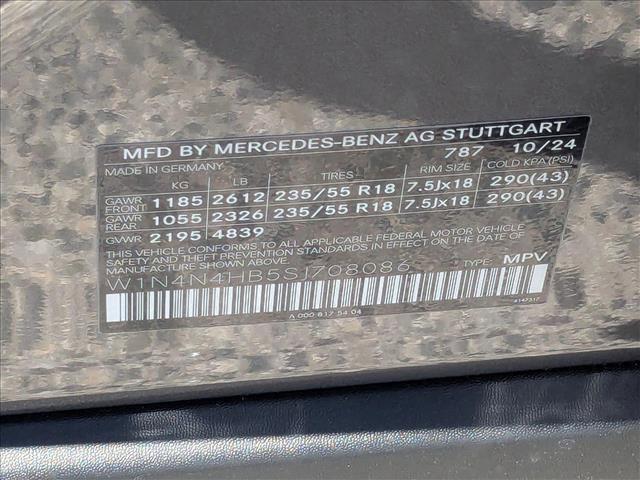 MFD BY MERCEDES-BENZ AG STUTTGART
MADE IN GERMANY 787 10/24
KG LB TIRES RIM SIZE COLD KPA(PSI)
GAWR FRONT 1185 2612 235/55 R18 7.5Jx18 290(43)
GAWR REAR 1055 2326 235/55 R18 7.5Jx18 290(43)
GVWR 2195 4839
THIS VEHICLE CONFORMS TO ALL APPLICABLE FEDERAL MOTOR VEHICLE
SAFETY AND THEFT PREVENTION STANDARDS IN EFFECT ON THE DATE OF
MANUFACTURE SHOWN ABOVE.
W1N4N4HB5SJ708086 TYPE: MPV
A 000 817 54 04